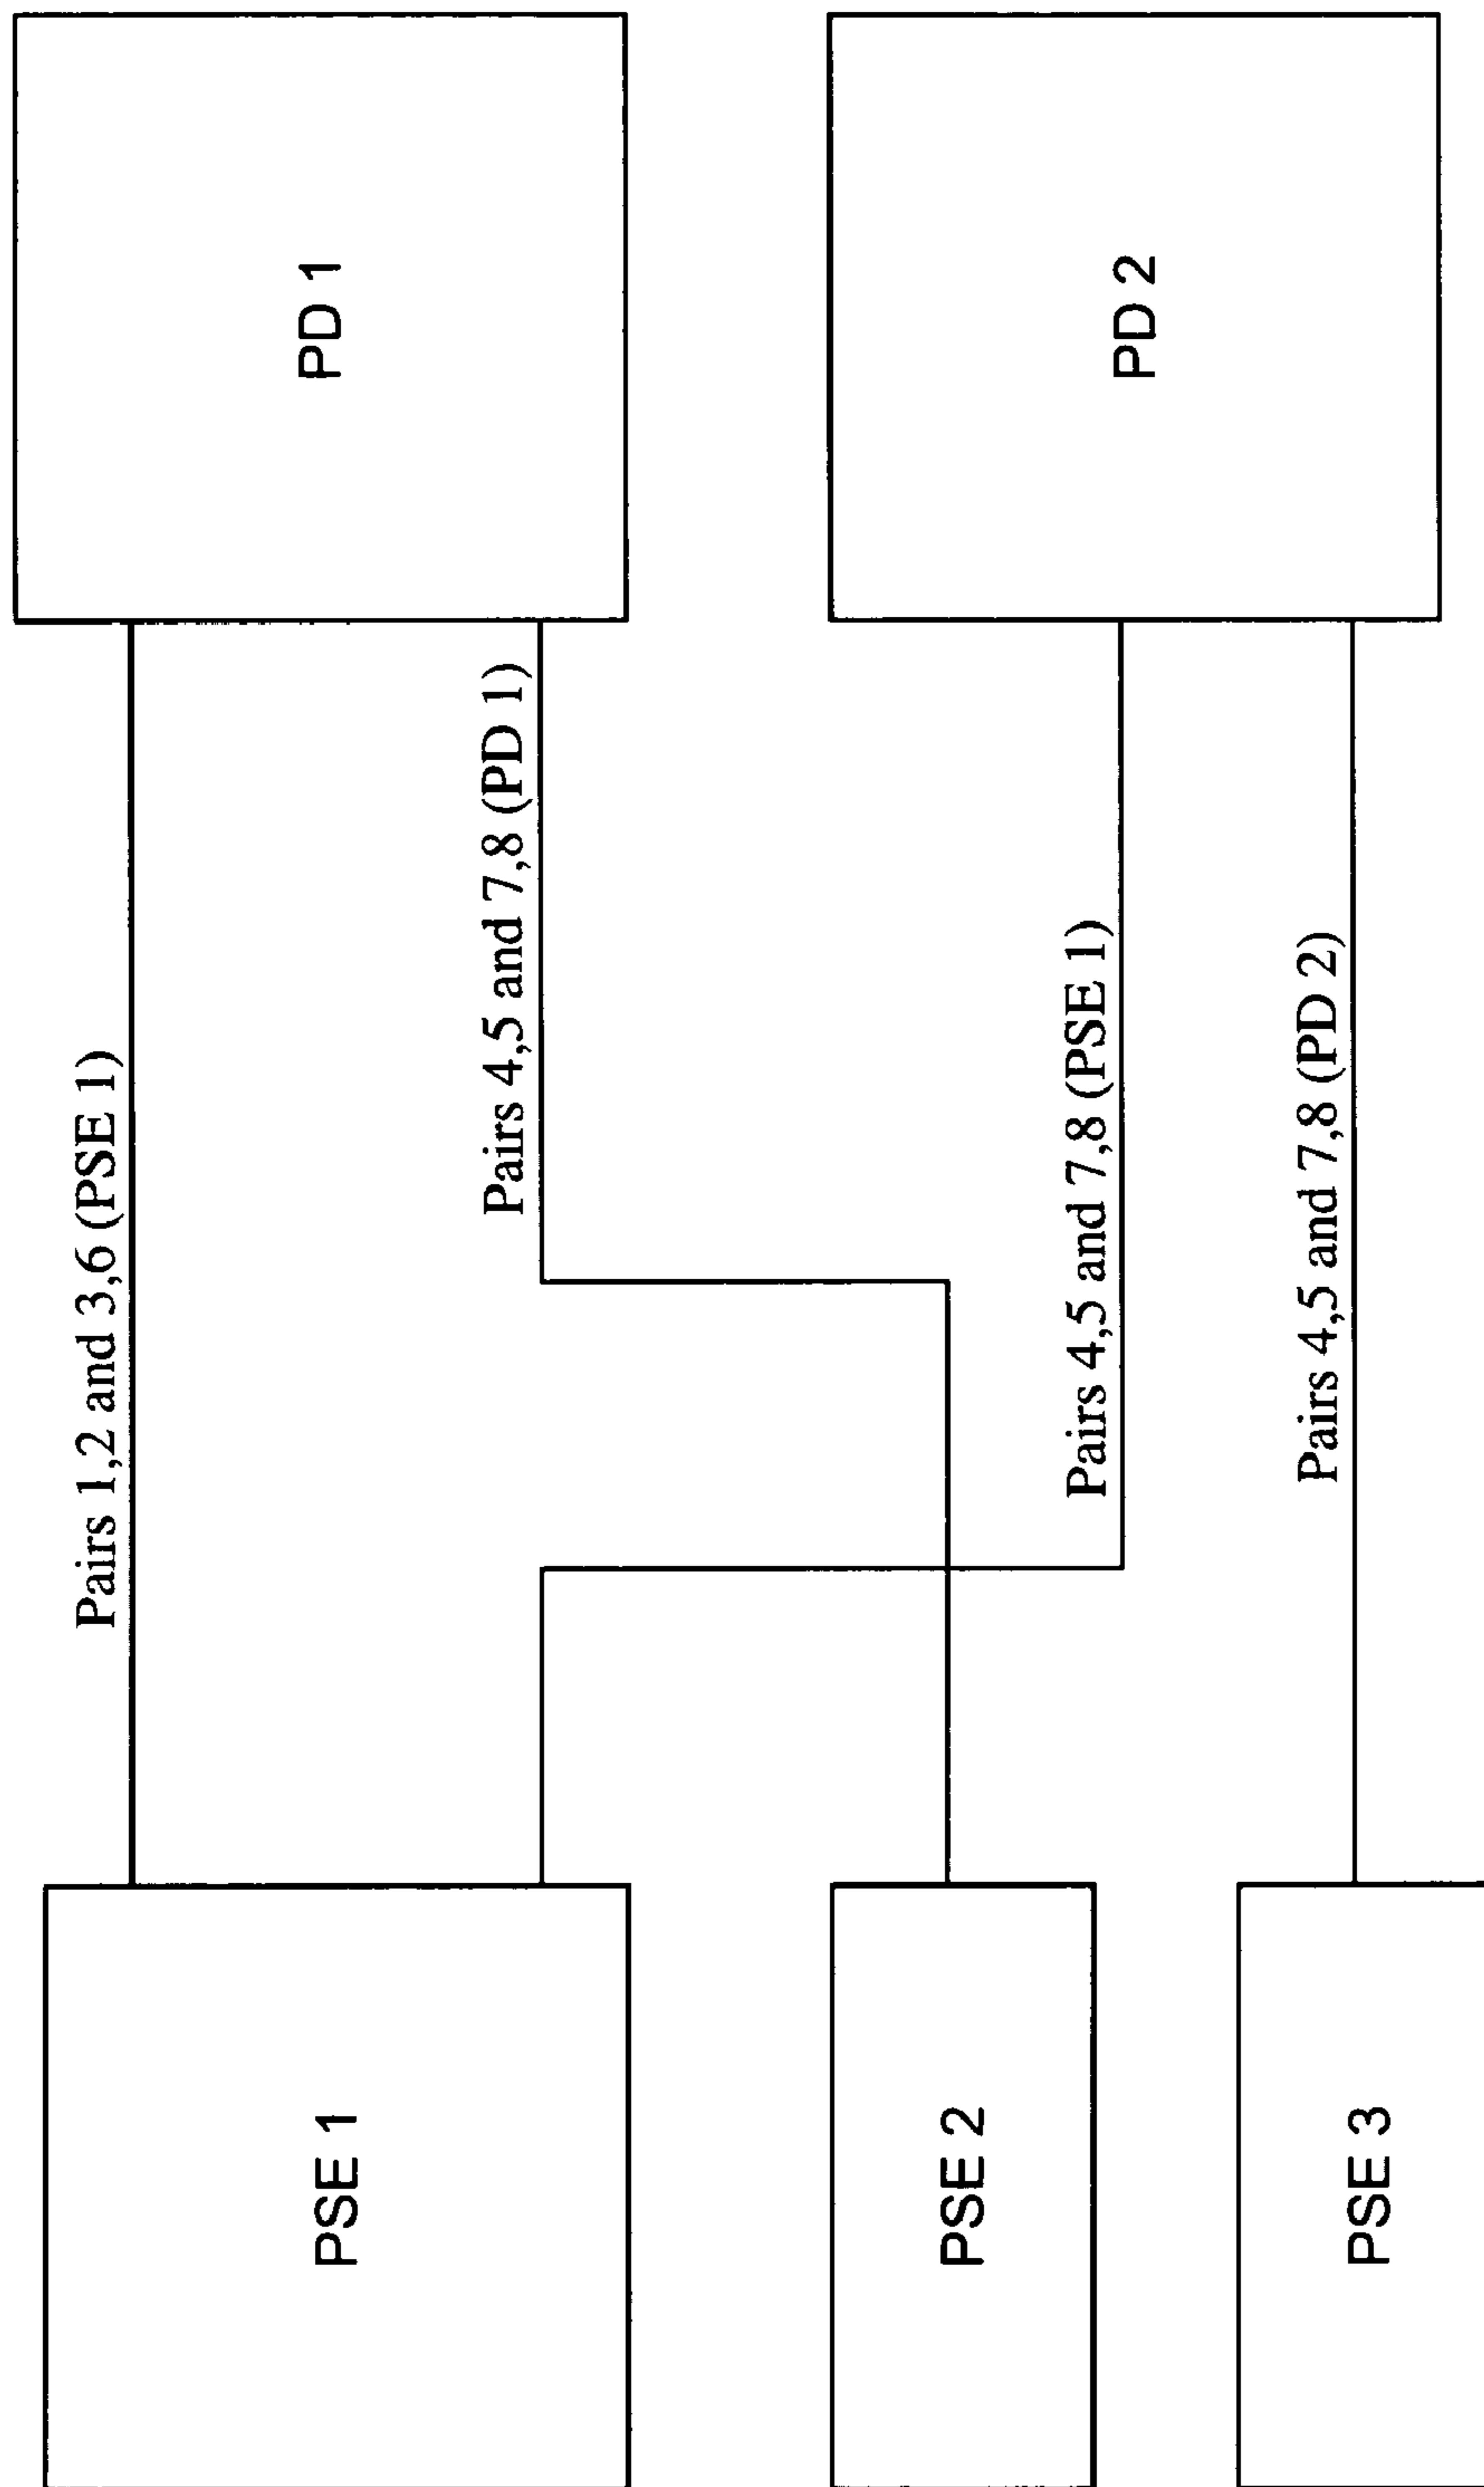 PSE 1
PSE 2
PSE 3
Pairs 1,2 and 3,6 (PSE 1)
Pairs 4,5 and 7,8 (PD 1)
Pairs 4,5 and 7,8 (PSE 1)
Pairs 4,5 and 7,8 (PD 2)
PD 1
PD 2